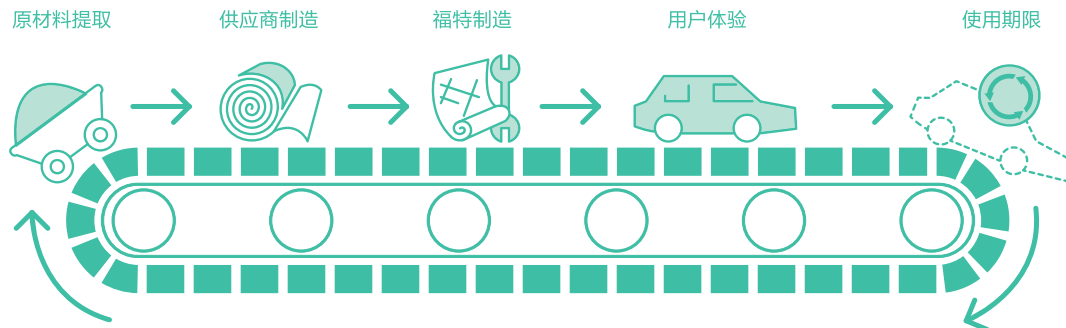 原材料提取
供应商制造
福特制造
用户体验
使用期限